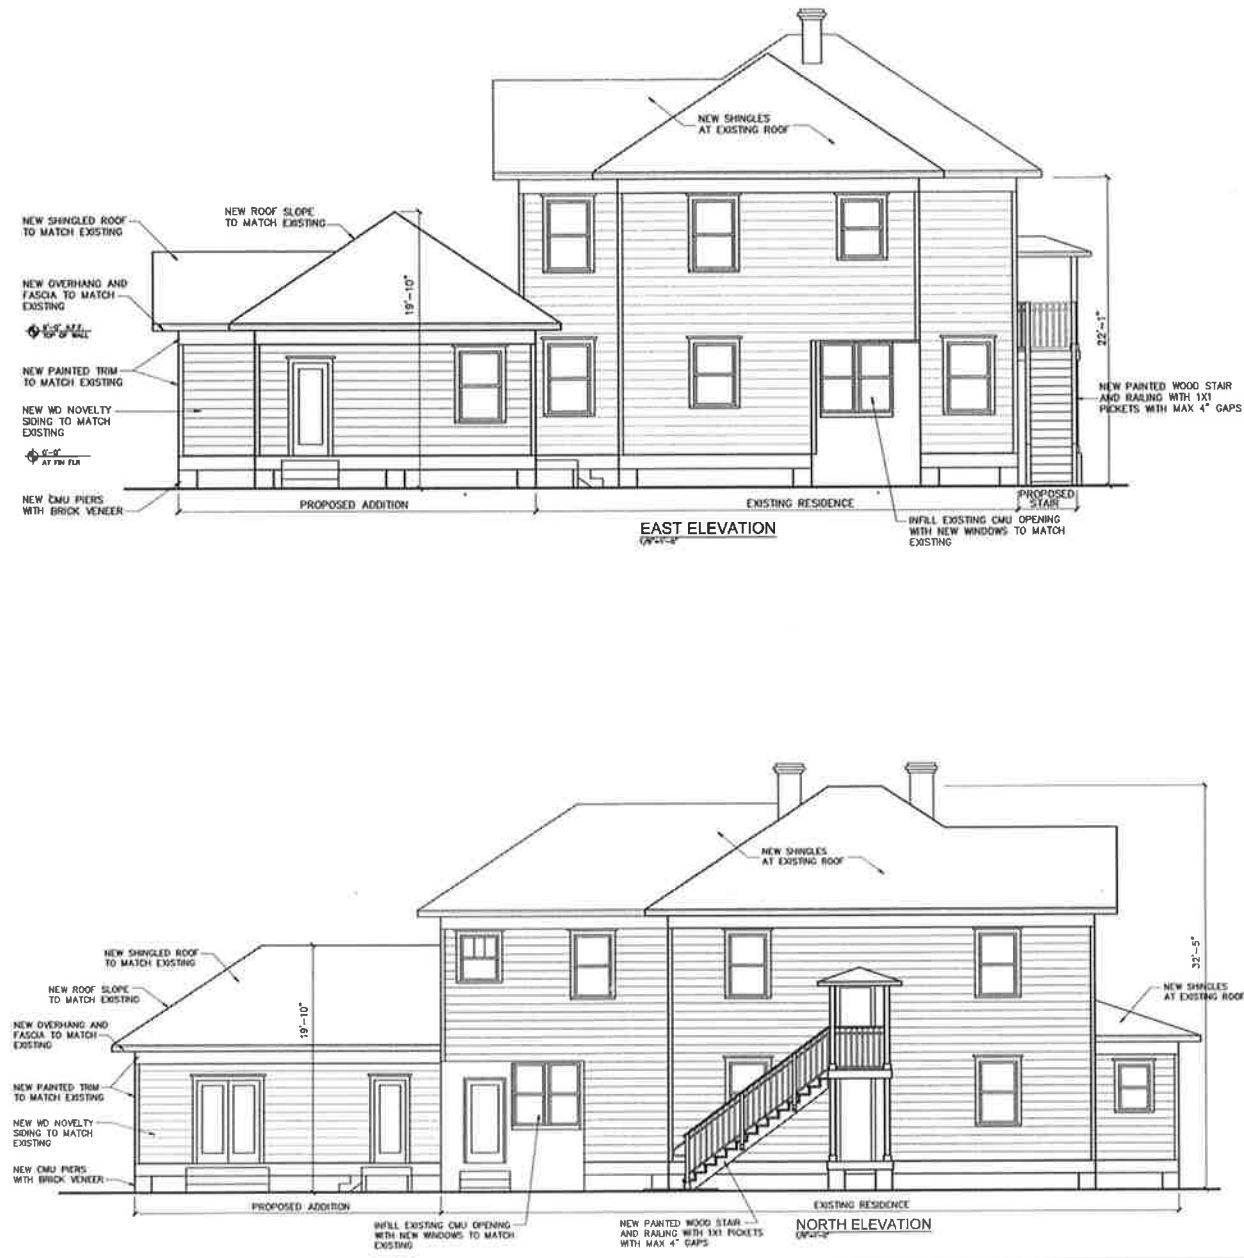 NEW SHINGLES
AT EXISTING ROOF
NEW SHINGLED ROOF
TO MATCH EXISTING
NEW ROOF SLOPE
TO MATCH EXISTING
NEW OVERHANG AND
FASCIA TO MATCH
EXISTING
TOP OF WALL
19'-10"
22'-1"
NEW PAINTED TRIM
TO MATCH EXISTING
NEW WD NOVELTY
SIDING TO MATCH
EXISTING
0'-0"
AT FIN FLR
NEW CMU PIERS
WITH BRICK VENEER
NEW PAINTED WOOD STAIR
AND RAILING WITH 1X1
PICKETS WITH MAX 4" GAPS
PROPOSED ADDITION
EXISTING RESIDENCE
PROPOSED
STAIR
INFILL EXISTING CMU OPENING
WITH NEW WINDOWS TO MATCH
EXISTING
EAST ELEVATION
NEW SHINGLES
AT EXISTING ROOF
NEW SHINGLED ROOF
TO MATCH EXISTING
NEW ROOF SLOPE
TO MATCH EXISTING
NEW OVERHANG AND
FASCIA TO MATCH
EXISTING
19'-10"
32'-5"
NEW SHINGLES
AT EXISTING ROOF
NEW PAINTED TRIM
TO MATCH EXISTING
NEW WD NOVELTY
SIDING TO MATCH
EXISTING
NEW CMU PIERS
WITH BRICK VENEER
PROPOSED ADDITION
EXISTING RESIDENCE
INFILL EXISTING CMU OPENING
WITH NEW WINDOWS TO MATCH
EXISTING
NEW PAINTED WOOD STAIR
AND RAILING WITH 1X1 PICKETS
WITH MAX 4" GAPS
NORTH ELEVATION